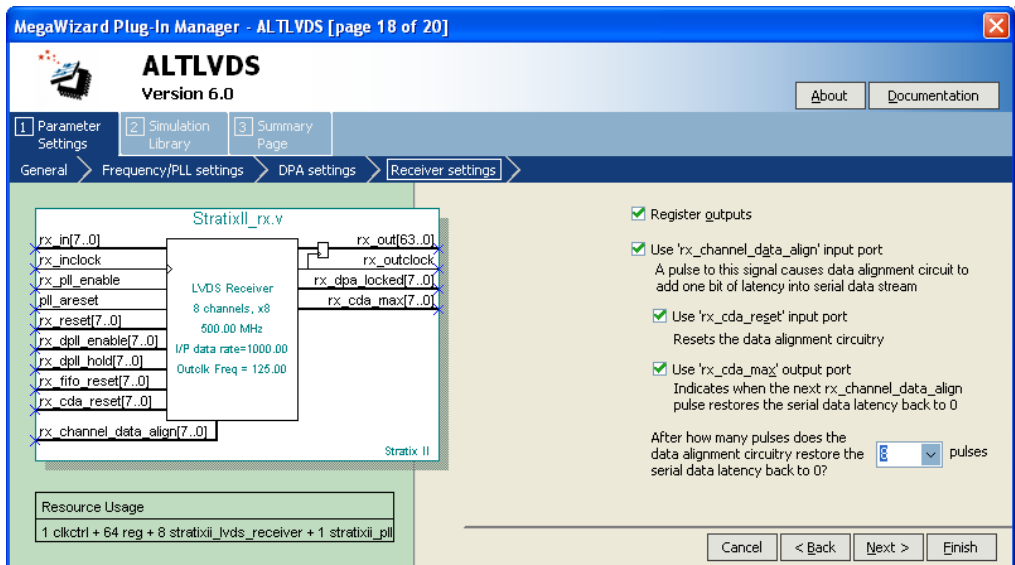 MegaWizard Plug-In Manager - ALTLVDS [page 18 of 20]
ALTLVDS
Version 6.0
About
Documentation
1 Parameter Settings
2 Simulation Library
3 Summary Page
General
Frequency/PLL settings
DPA settings
Receiver settings
StratixII_rx.v
rx_in[7..0]
rx_inclock
rx_pll_enable
pll_areset
rx_reset[7..0]
rx_dpll_enable[7..0]
rx_dpll_hold[7..0]
rx_fifo_reset[7..0]
rx_cda_reset[7..0]
rx_channel_data_align[7..0]
LVDS Receiver
8 channels, x8
500.00 MHz
I/P data rate=1000.00
Outclk Freq = 125.00
rx_out[63..0]
rx_outclock
rx_dpa_locked[7..0]
rx_cda_max[7..0]
Stratix II
Resource Usage
1 clkctrl + 64 reg + 8 stratixii_lvds_receiver + 1 stratixii_pll
Register outputs
Use 'rx_channel_data_align' input port
A pulse to this signal causes data alignment circuit to
add one bit of latency into serial data stream
Use 'rx_cda_reset' input port
Resets the data alignment circuitry
Use 'rx_cda_max' output port
Indicates when the next rx_channel_data_align
pulse restores the serial data latency back to 0
After how many pulses does the
data alignment circuitry restore the
serial data latency back to 0?
8 pulses
Cancel
< Back
Next >
Finish